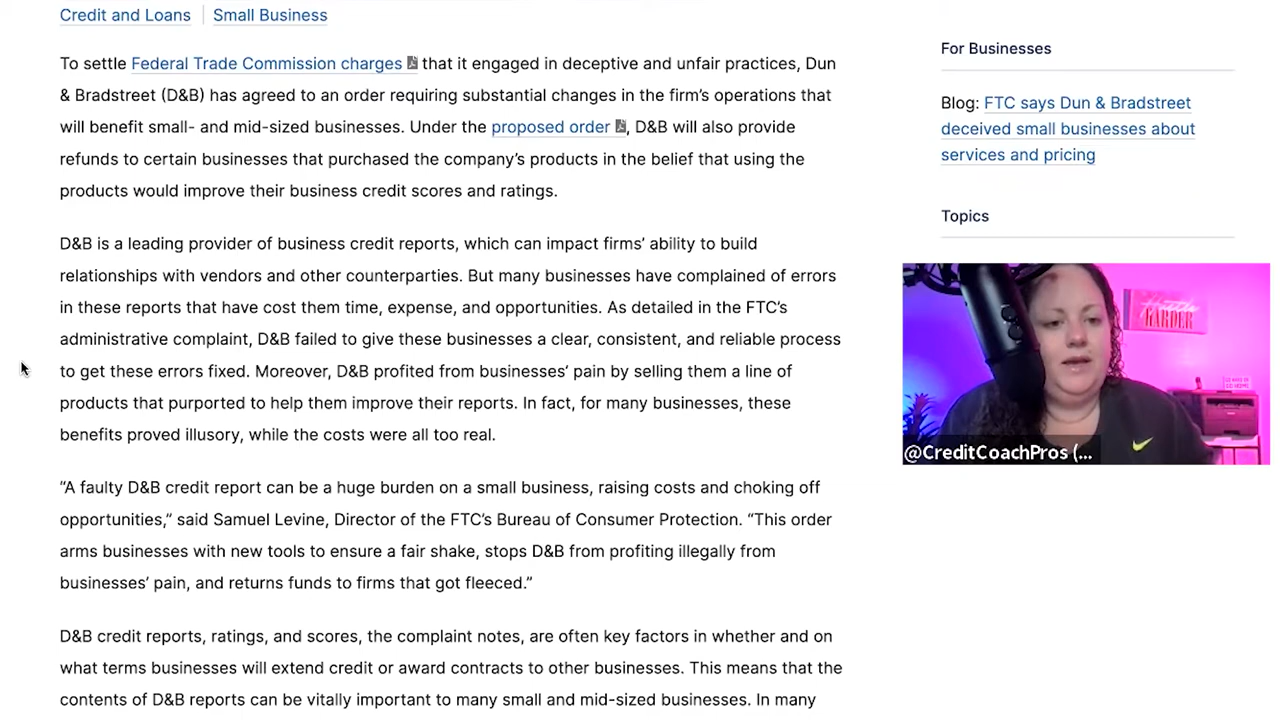 Credit and Loans
Small Business
To settle Federal Trade Commission charges that it engaged in deceptive and unfair practices, Dun
& Bradstreet (D&B) has agreed to an order requiring substantial changes in the firm’s operations that
will benefit small- and mid-sized businesses. Under the proposed order, D&B will also provide
refunds to certain businesses that purchased the company’s products in the belief that using the
products would improve their business credit scores and ratings.
D&B is a leading provider of business credit reports, which can impact firms’ ability to build
relationships with vendors and other counterparties. But many businesses have complained of errors
in these reports that have cost them time, expense, and opportunities. As detailed in the FTC’s
administrative complaint, D&B failed to give these businesses a clear, consistent, and reliable process
to get these errors fixed. Moreover, D&B profited from businesses’ pain by selling them a line of
products that purported to help them improve their reports. In fact, for many businesses, these
benefits proved illusory, while the costs were all too real.
“A faulty D&B credit report can be a huge burden on a small business, raising costs and choking off
opportunities,” said Samuel Levine, Director of the FTC’s Bureau of Consumer Protection. “This order
arms businesses with new tools to ensure a fair shake, stops D&B from profiting illegally from
businesses’ pain, and returns funds to firms that got fleeced.”
D&B credit reports, ratings, and scores, the complaint notes, are often key factors in whether and on
what terms businesses will extend credit or award contracts to other businesses. This means that the
contents of D&B reports can be vitally important to many small and mid-sized businesses. In many
For Businesses
Blog: FTC says Dun & Bradstreet
deceived small businesses about
services and pricing
Topics
HARDER
@CreditCoachPros (...